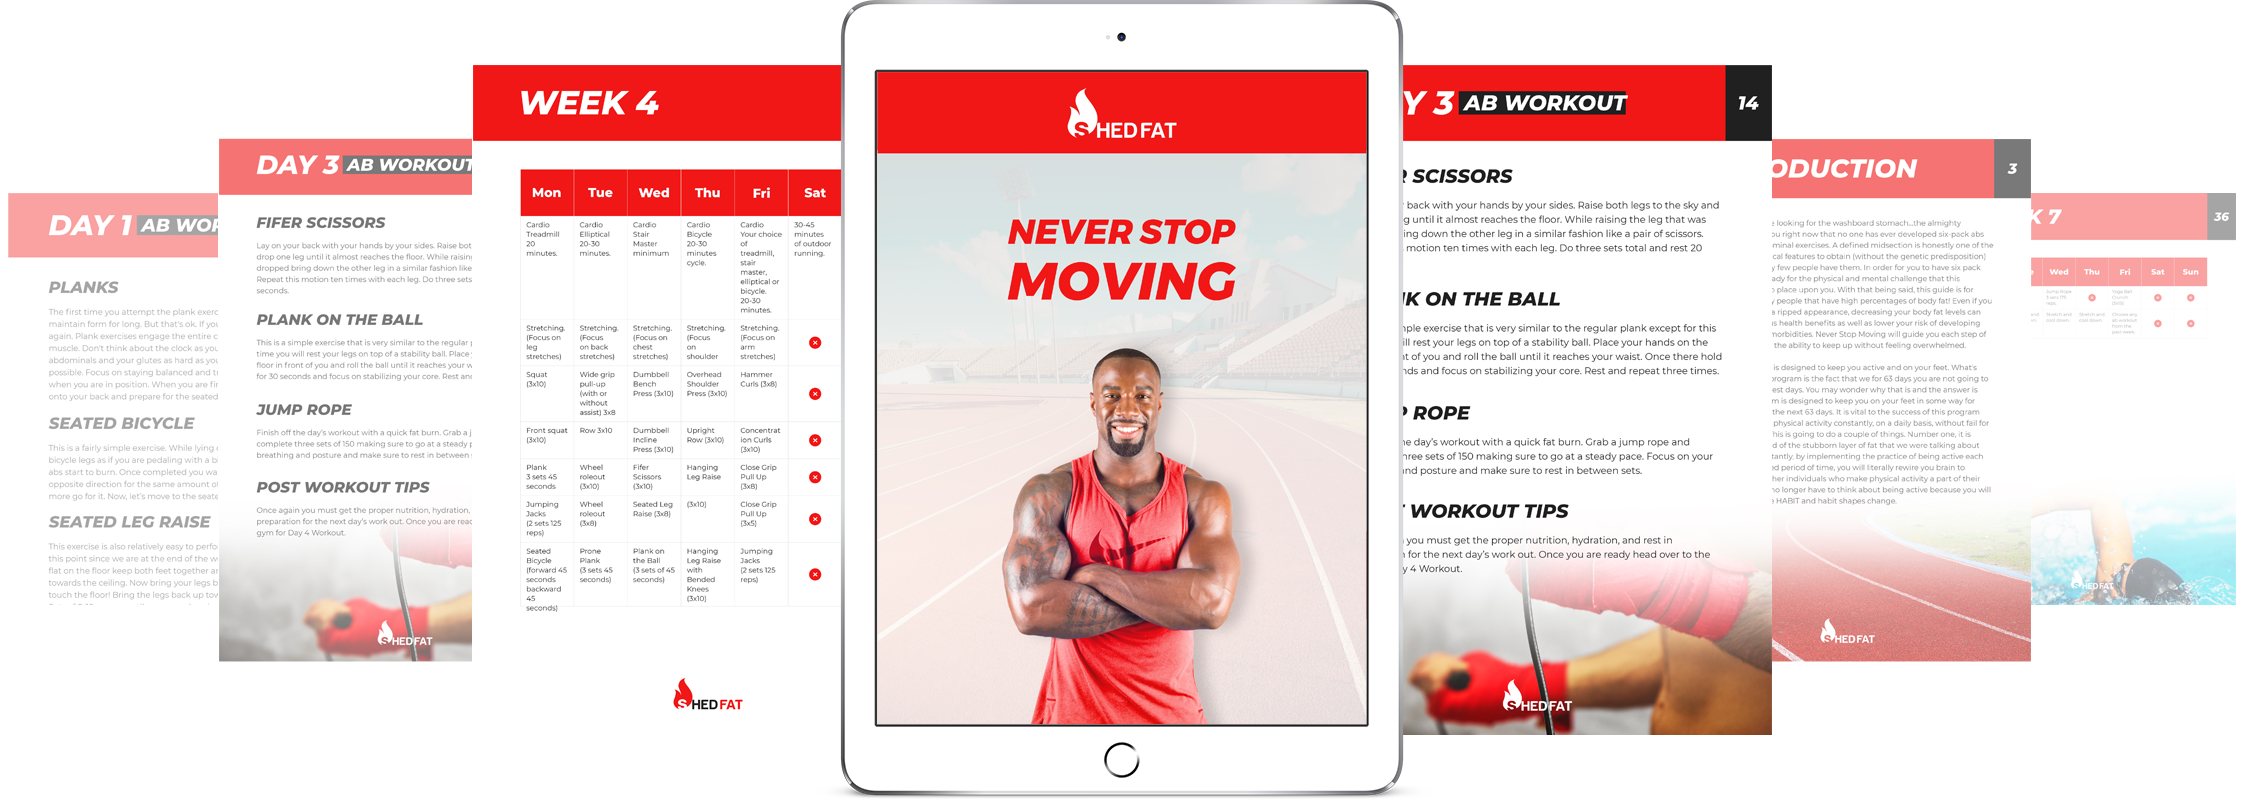 DAY 1 AB WOR
PLANKS
The first time you attempt the plank exerc
maintain form for long. But that's ok. If you
again. Plank exercises engage the entire c
muscle. Don't think about the clock as you
abdominals and your glutes as hard as you
possible. Focus on staying balanced and tr
when you are in position. When you are fir
onto your back and prepare for the seated
SEATED BICYCLE
This is a fairly simple exercise. While lying
bicycle legs as if you are pedaling with a b
abs start to burn. Once completed you wa
opposite direction for the same amount of
more go for it. Now, let's move to the seate
SEATED LEG RAISE
This exercise is also relatively easy to perfo
this point since we are at the end of the w
flat on the floor keep both feet together an
towards the ceiling. Now bring your legs b
touch the floor! Bring the legs back up tow
DAY 3 AB WORKOUT
FIFER SCISSORS
Lay on your back with your hands by your sides. Raise bot
drop one leg until it almost reaches the floor. While raising
dropped bring down the other leg in a similar fashion like
Repeat this motion ten times with each leg. Do three sets
seconds.
PLANK ON THE BALL
This is a simple exercise that is very similar to the regular p
time you will rest your legs on top of a stability ball. Place y
floor in front of you and roll the ball until it reaches your w
for 30 seconds and focus on stabilizing your core. Rest and
JUMP ROPE
Finish off the day's workout with a quick fat burn. Grab a j
complete three sets of 150 making sure to go at a steady p
breathing and posture and make sure to rest in between s
POST WORKOUT TIPS
Once again you must get the proper nutrition, hydration,
preparation for the next day's work out. Once you are read
gym for Day 4 Workout.
SHEDFAT
WEEK 4
Mon Tue Wed Thu Fri Sat
Cardio Treadmill 20 minutes.
Cardio Elliptical 20-30 minutes.
Cardio Stair Master minimum
Cardio Bicycle 20-30 minutes cycle.
Cardio Your choice of treadmill, stair master, elliptical or bicycle. 20-30 minutes.
30-45 minutes of outdoor running.
Stretching. (Focus on leg stretches)
Stretching. (Focus on back stretches)
Stretching. (Focus on chest stretches)
Stretching. (Focus on shoulder
Stretching. (Focus on arm stretches)
Squat (3x10)
Wide grip pull-up (with or without assist) 3x8
Dumbbell Bench Press (3x10)
Overhead Shoulder Press (3x10)
Hammer Curls (3x8)
Front squat (3x10)
Row 3x10
Dumbbell Incline Press (3x10)
Upright Row (3x10)
Concentrat ion Curls (3x10)
Plank 3 sets 45 seconds
Wheel roleout (3x10)
Fifer Scissors (3x10)
Hanging Leg Raise
Close Grip Pull Up (3x8)
Jumping Jacks (2 sets 125 reps)
Wheel roleout (3x8)
Seated Leg Raise (3x8)
(3x10)
Close Grip Pull Up (3x5)
Seated Bicycle (forward 45 seconds backward 45 seconds)
Prone Plank (3 sets 45 seconds)
Plank on the Ball (3 sets of 45 seconds)
Hanging Leg Raise with Bended Knees (3x10)
Jumping Jacks (2 sets 125 reps)
SHEDFAT
SHEDFAT
NEVER STOP
MOVING
Y 3 AB WORKOUT 14
R SCISSORS
back with your hands by your sides. Raise both legs to the sky and
g until it almost reaches the floor. While raising the leg that was
ing down the other leg in a similar fashion like a pair of scissors.
motion ten times with each leg. Do three sets total and rest 20
K ON THE BALL
nple exercise that is very similar to the regular plank except for this
ill rest your legs on top of a stability ball. Place your hands on the
nt of you and roll the ball until it reaches your waist. Once there hold
nds and focus on stabilizing your core. Rest and repeat three times.
P ROPE
he day's workout with a quick fat burn. Grab a jump rope and
hree sets of 150 making sure to go at a steady pace. Focus on your
and posture and make sure to rest in between sets.
T WORKOUT TIPS
you must get the proper nutrition, hydration, and rest in
n for the next day's work out. Once you are ready head over to the
y 4 Workout.
SHEDFAT
ODUCTION 3
e looking for the washboard stomach...the almighty
ou right now that no one has ever developed six-pack abs
minal exercises. A defined midsection is honestly one of the
cal features to obtain (without the genetic predisposition)
y few people have them. In order for you to have six pack
ady for the physical and mental challenge that this
o place upon you. With that being said, this guide is for
y people that have high percentages of body fat! Even if you
a ripped appearance, decreasing your body fat levels can
us health benefits as well as lower your risk of developing
morbidities. Never Stop Moving will guide you each step of
the ability to keep up without feeling overwhelmed.
is designed to keep you active and on your feet. What's
program is the fact that we for 63 days you are not going to
est days. You may wonder why that is and the answer is
m is designed to keep you on your feet in some way for
the next 63 days. It is vital to the success of this program
physical activity constantly, on a daily basis, without fail for
his is going to do a couple of things. Number one, it is
d of the stubborn layer of fat that we were talking about
tantly, by implementing the practice of being active each
d period of time, you will literally rewire you brain to
her individuals who make physical activity a part of their
no longer have to think about being active because you will
e HABIT and habit shapes change.
SHEDFAT
K 7 36
Wed Thu Fri Sat Sun
Stretch and cool down
Stretch and cool down
SHEDFAT